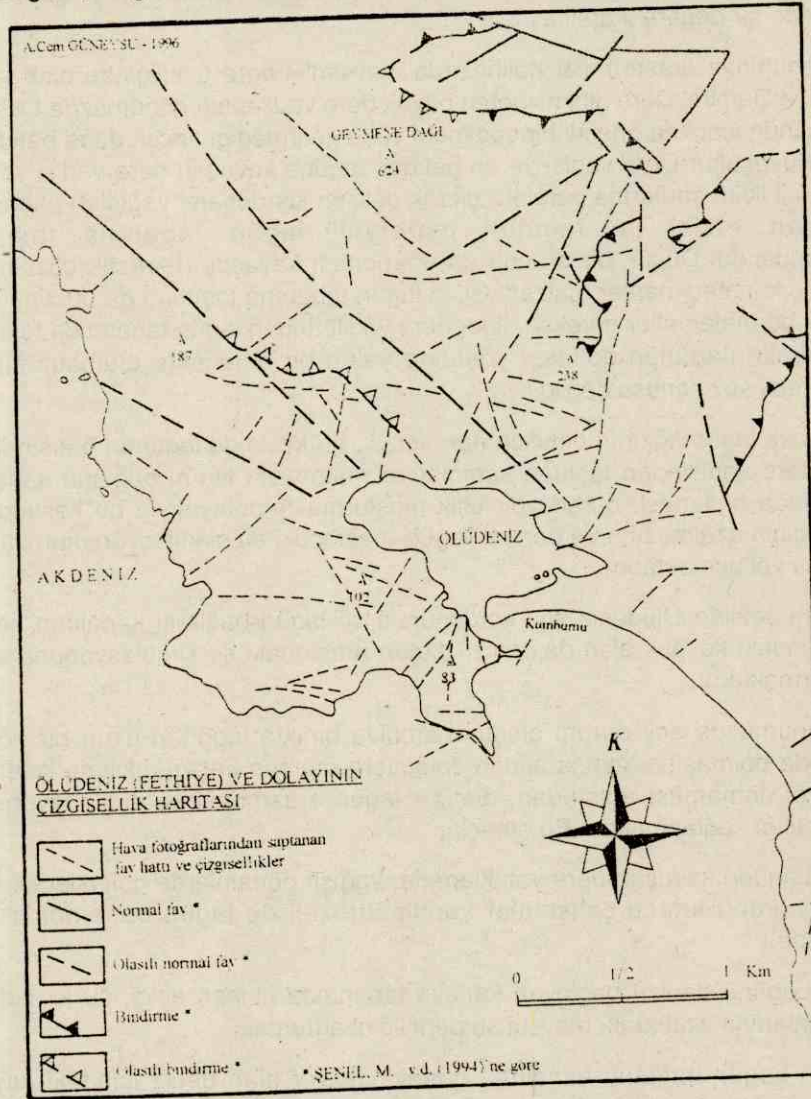 A.Cem GÜNEYSU - 1996
GEYMENE DAĞI
624
487
238
ÖLÜDENİZ
AKDENİZ
102
Kumburnu
83
K
ÖLÜDENİZ (FETHİYE) VE DOLAYININ
ÇİZGİSELLİK HARİTASI
Hava fotoğraflarından saptanan
fay hattı ve çizgisellikler
Normal fay *
Olasılı normal fay *
0 1/2 1 Km
Bindirme *
Olasılı bindirme * * ŞENEL, M. v.d. (1994)'ne göre